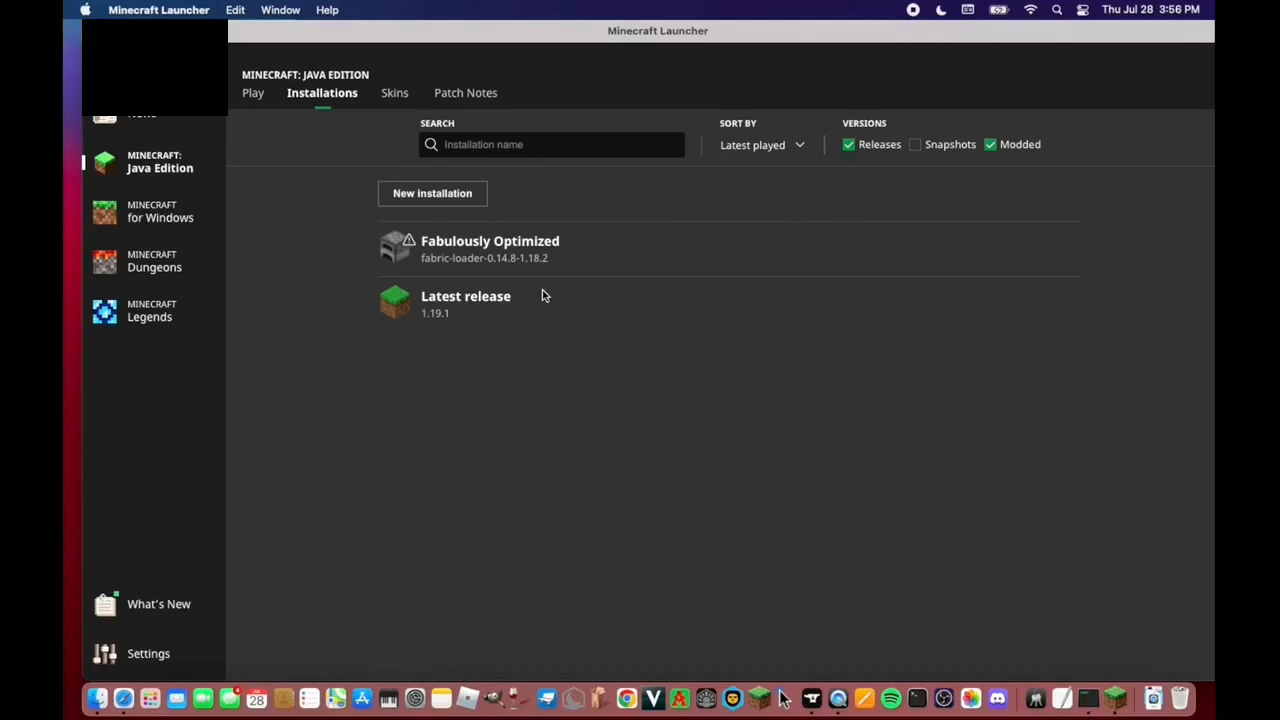 Minecraft Launcher Edit Window Help Thu Jul 28 3:56 PM
Minecraft Launcher
MINECRAFT: JAVA EDITION
Play Installations Skins Patch Notes
SEARCH SORT BY VERSIONS
Installation name Latest played Releases Snapshots Modded
MINECRAFT:
Java Edition
MINECRAFT
for Windows
MINECRAFT
Dungeons
MINECRAFT
Legends
What's New
Settings
New installation
Fabulously Optimized
fabric-loader-0.14.8-1.18.2
Latest release
1.19.1
28